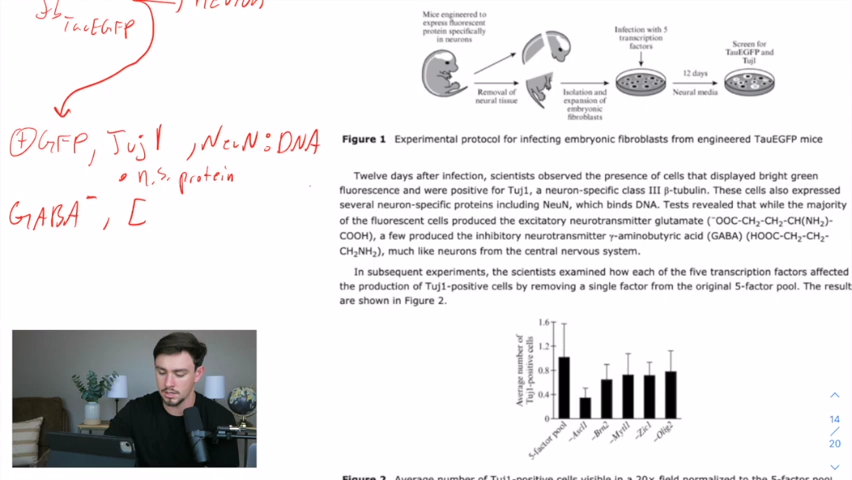 neurons
fb TauEGFP
⊕GFP, Tuj1, NeuN:DNA
• n.s. protein
GABA⁻, [
Mice engineered to
express fluorescent
protein specifically
in neurons
Removal of
neural tissue
Isolation and
expansion of
embryonic
fibroblasts
Infection with 5
transcription
factors
12 days
Neural media
Screen for
TauEGFP and
TujI
Figure 1 Experimental protocol for infecting embryonic fibroblasts from engineered TauEGFP mice
Twelve days after infection, scientists observed the presence of cells that displayed bright green
fluorescence and were positive for Tuj1, a neuron-specific class III β-tubulin. These cells also expressed
several neuron-specific proteins including NeuN, which binds DNA. Tests revealed that while the majority
of the fluorescent cells produced the excitatory neurotransmitter glutamate (⁻OOC-CH₂-CH₂-CH(NH₂)-
COOH), a few produced the inhibitory neurotransmitter γ-aminobutyric acid (GABA) (HOOC-CH₂-CH₂-
CH₂NH₂), much like neurons from the central nervous system.
In subsequent experiments, the scientists examined how each of the five transcription factors affected
the production of Tuj1-positive cells by removing a single factor from the original 5-factor pool. The result
are shown in Figure 2.
Average number of
Tuj1-positive cells
1.6
1.2
0.8
0.4
0
5-factor pool
–Ascl1
–Brn2
–Mytl1
–Zic1
–Olig2
Figure 2 Average number of Tuj1-positive cells visible in a 20x field normalized to the 5-factor pool
14
/
20